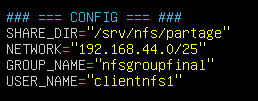 ### === CONFIG === ###
SHARE_DIR="/srv/nfs/partage"
NETWORK="192.168.44.0/25"
GROUP_NAME="nfsgroupfinal"
USER_NAME="clientnfs1"